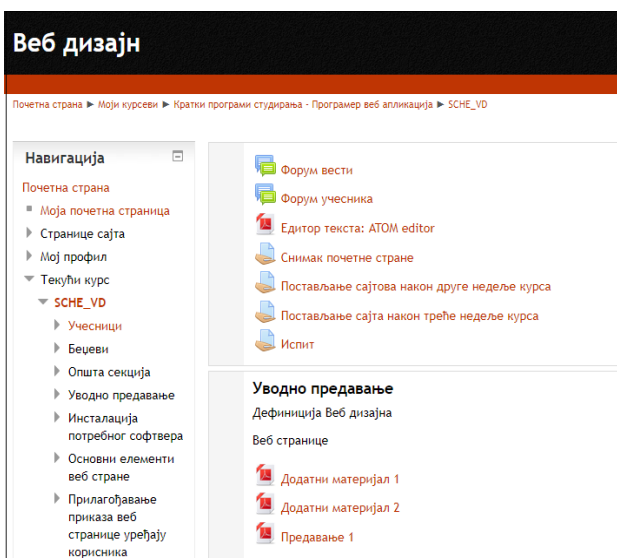 Веб дизајн
Почетна страна ► Моји курсеви ► Кратки програми студирања - Програмер веб апликација ► SCHE_VD
Навигација
Почетна страна
Моја почетна страница
Странице сајта
Мој профил
Текући курс
SCHE_VD
Учесници
Беџеви
Општа секција
Уводно предавање
Инсталација
потребног софтвера
Основни елементи
веб стране
Прилагођавање
приказа веб
странице уређају
корисника
Форум вести
Форум учесника
Едитор текста: ATOM editor
Снимак почетне стране
Постављање сајтова након друге недеље курса
Постављање сајта након треће недеље курса
Испит
Уводно предавање
Дефиниција Веб дизајна
Веб странице
Додатни материјал 1
Додатни материјал 2
Предавање 1